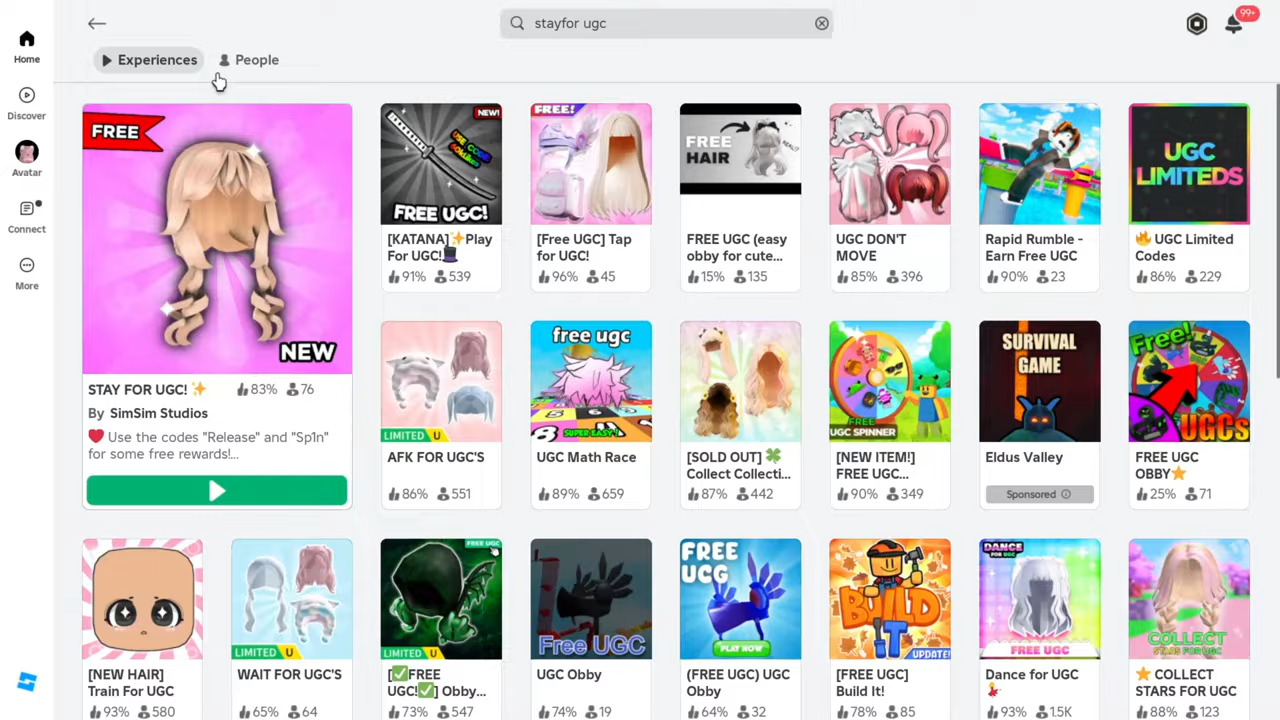 stayfor ugc
99+
Experiences
People
Home
Discover
Avatar
Connect
More
FREE
NEW
STAY FOR UGC! ✨
83% 76
By SimSim Studios
❤️ Use the codes "Release" and "Sp1n"
for some free rewards!...
NEW!
FREE UGC!
[KATANA]✨Play
For UGC!🎩
91% 539
FREE!
[Free UGC] Tap
for UGC!
96% 45
FREE
HAIR
FREE UGC (easy
obby for cute...
15% 135
UGC DON'T
MOVE
85% 396
Rapid Rumble -
Earn Free UGC
90% 23
UGC
LIMITEDS
🔥 UGC Limited
Codes
86% 229
LIMITED U
AFK FOR UGC'S
86% 551
free ugc
SUPER EASY!
UGC Math Race
89% 659
[SOLD OUT] 🍀
Collect Collecti...
87% 442
FREE
UGC SPINNER
[NEW ITEM!]
FREE UGC...
90% 349
SURVIVAL
GAME
Eldus Valley
Sponsored
Free!
UGCs
FREE UGC
OBBY⭐
25% 71
[NEW HAIR]
Train For UGC
93% 580
LIMITED U
WAIT FOR UGC'S
65% 64
FREE UGC
LIMITED U
[✅FREE
UGC!✅] Obby...
73% 547
Free UGC
UGC Obby
74% 19
FREE
UCG
PLAY NOW
(FREE UGC) UGC
Obby
64% 32
BUILD
IT
UPDATE!
[FREE UGC]
Build It!
78% 85
DANCE
FOR UGC
FREE UGC
Dance for UGC
💃
93% 1.5K
COLLECT
STARS FOR UGC
⭐ COLLECT
STARS FOR UGC
88% 123